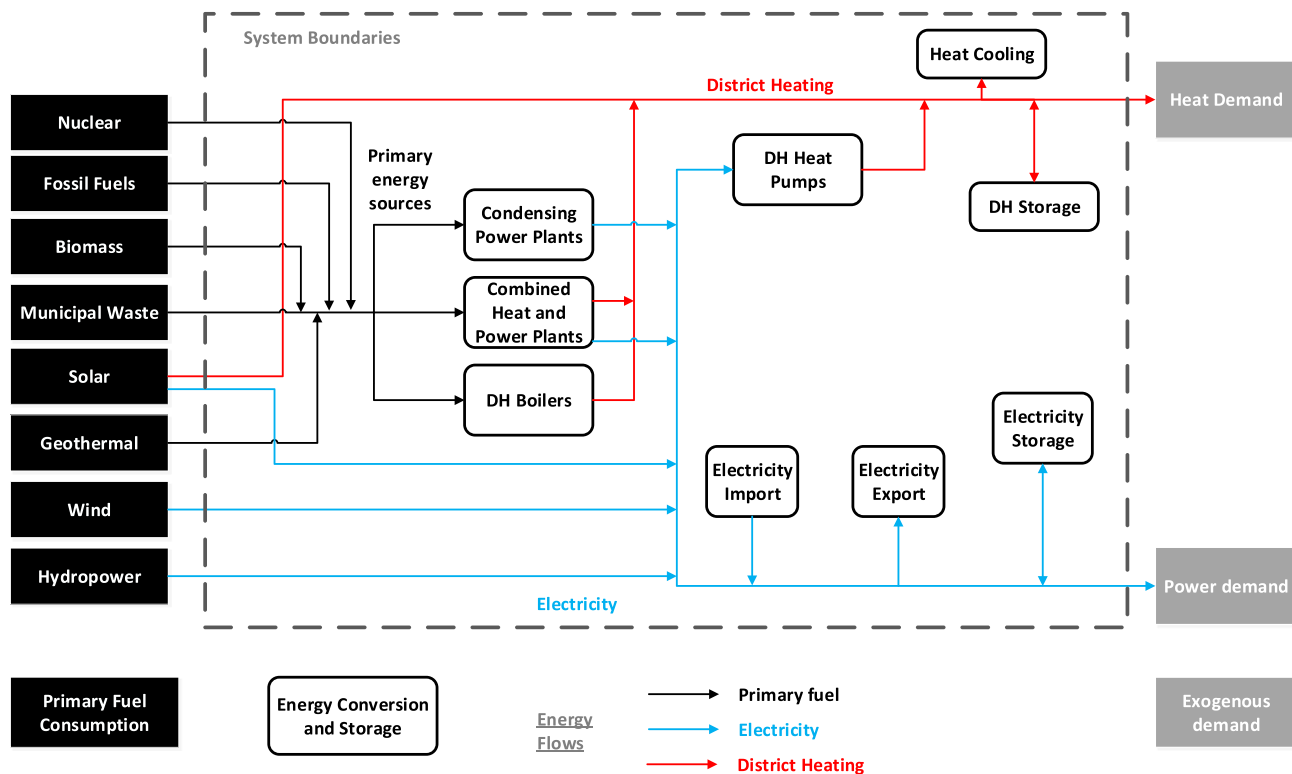 System Boundaries
Nuclear
Fossil Fuels
Biomass
Municipal Waste
Solar
Geothermal
Wind
Hydropower
Primary
energy
sources
Condensing
Power Plants
Combined
Heat and
Power Plants
DH Boilers
District Heating
Heat Cooling
DH Heat
Pumps
DH Storage
Electricity
Import
Electricity
Export
Electricity
Storage
Electricity
Heat Demand
Power demand
Primary Fuel
Consumption
Energy Conversion
and Storage
Energy
Flows
Primary fuel
Electricity
District Heating
Exogenous
demand